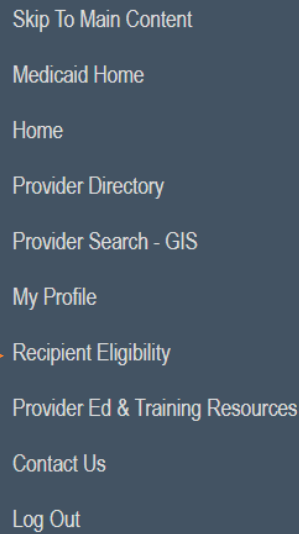 Skip To Main Content
Medicaid Home
Home
Provider Directory
Provider Search - GIS
My Profile
Recipient Eligibility
Provider Ed & Training Resources
Contact Us
Log Out